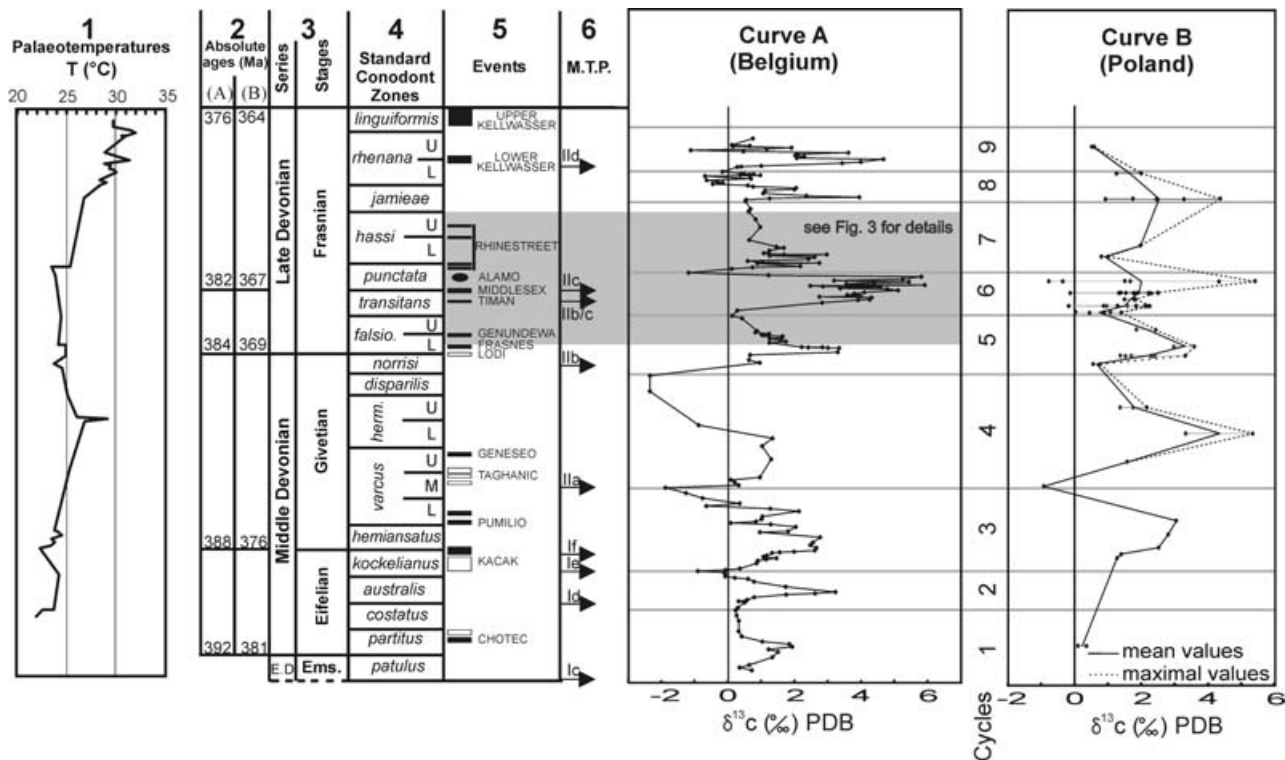 1
Palaeotemperatures
T (°C)
20 25 30 35
2
Absolute
ages (Ma)
(A) (B)
376 364
382 367
384 369
388 376
392 381
3
Series
Stages
Late Devonian
Middle Devonian
E.D
Frasnian
Givetian
Eifelian
Ems.
4
Standard
Conodont
Zones
linguiformis
rhenana U
L
jamieae
hassi U
L
punctata
transitans
falsio. U
L
norrisi
disparilis
herm. U
L
varcus U
M
L
hemiansatus
kockelianus
australis
costatus
partitus
patulus
5
Events
UPPER
KELLWASSER
LOWER
KELLWASSER
RHINESTREET
ALAMO
MIDDLESEX
TIMAN
GENUNDEWA
FRASNES
LODI
GENESEO
TAGHANIC
PUMILIO
KACAK
CHOTEC
6
M.T.P.
IId
IIc
IIb/c
IIb
IIa
If
Ie
Id
Ic
Curve A
(Belgium)
see Fig. 3 for details
-2 0 2 4 6
δ¹³c (‰) PDB
9
8
7
6
5
4
3
2
1
Cycles
Curve B
(Poland)
mean values
maximal values
-2 0 2 4 6 8
δ¹³c (‰) PDB